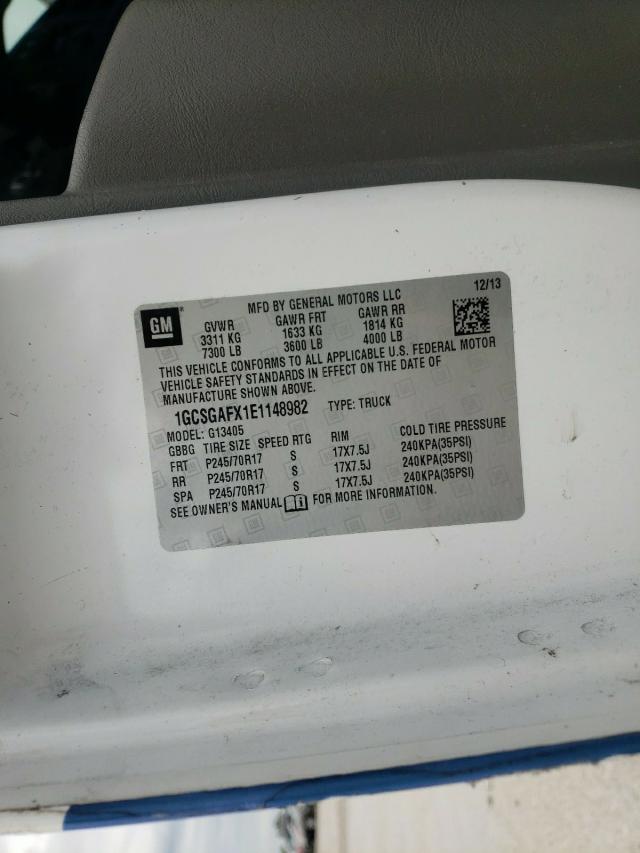 12/13
GM
MFD BY GENERAL MOTORS LLC
GVWR GAWR FRT GAWR RR
3311 KG 1633 KG 1814 KG
7300 LB 3600 LB 4000 LB
THIS VEHICLE CONFORMS TO ALL APPLICABLE U.S. FEDERAL MOTOR
VEHICLE SAFETY STANDARDS IN EFFECT ON THE DATE OF
MANUFACTURE SHOWN ABOVE.
1GCSGAFX1E1148982 TYPE: TRUCK
MODEL: G13405
GBBG TIRE SIZE SPEED RTG RIM COLD TIRE PRESSURE
FRT P245/70R17 S 17X7.5J 240KPA(35PSI)
RR P245/70R17 S 17X7.5J 240KPA(35PSI)
SPA P245/70R17 S 17X7.5J 240KPA(35PSI)
SEE OWNER'S MANUAL i FOR MORE INFORMATION.